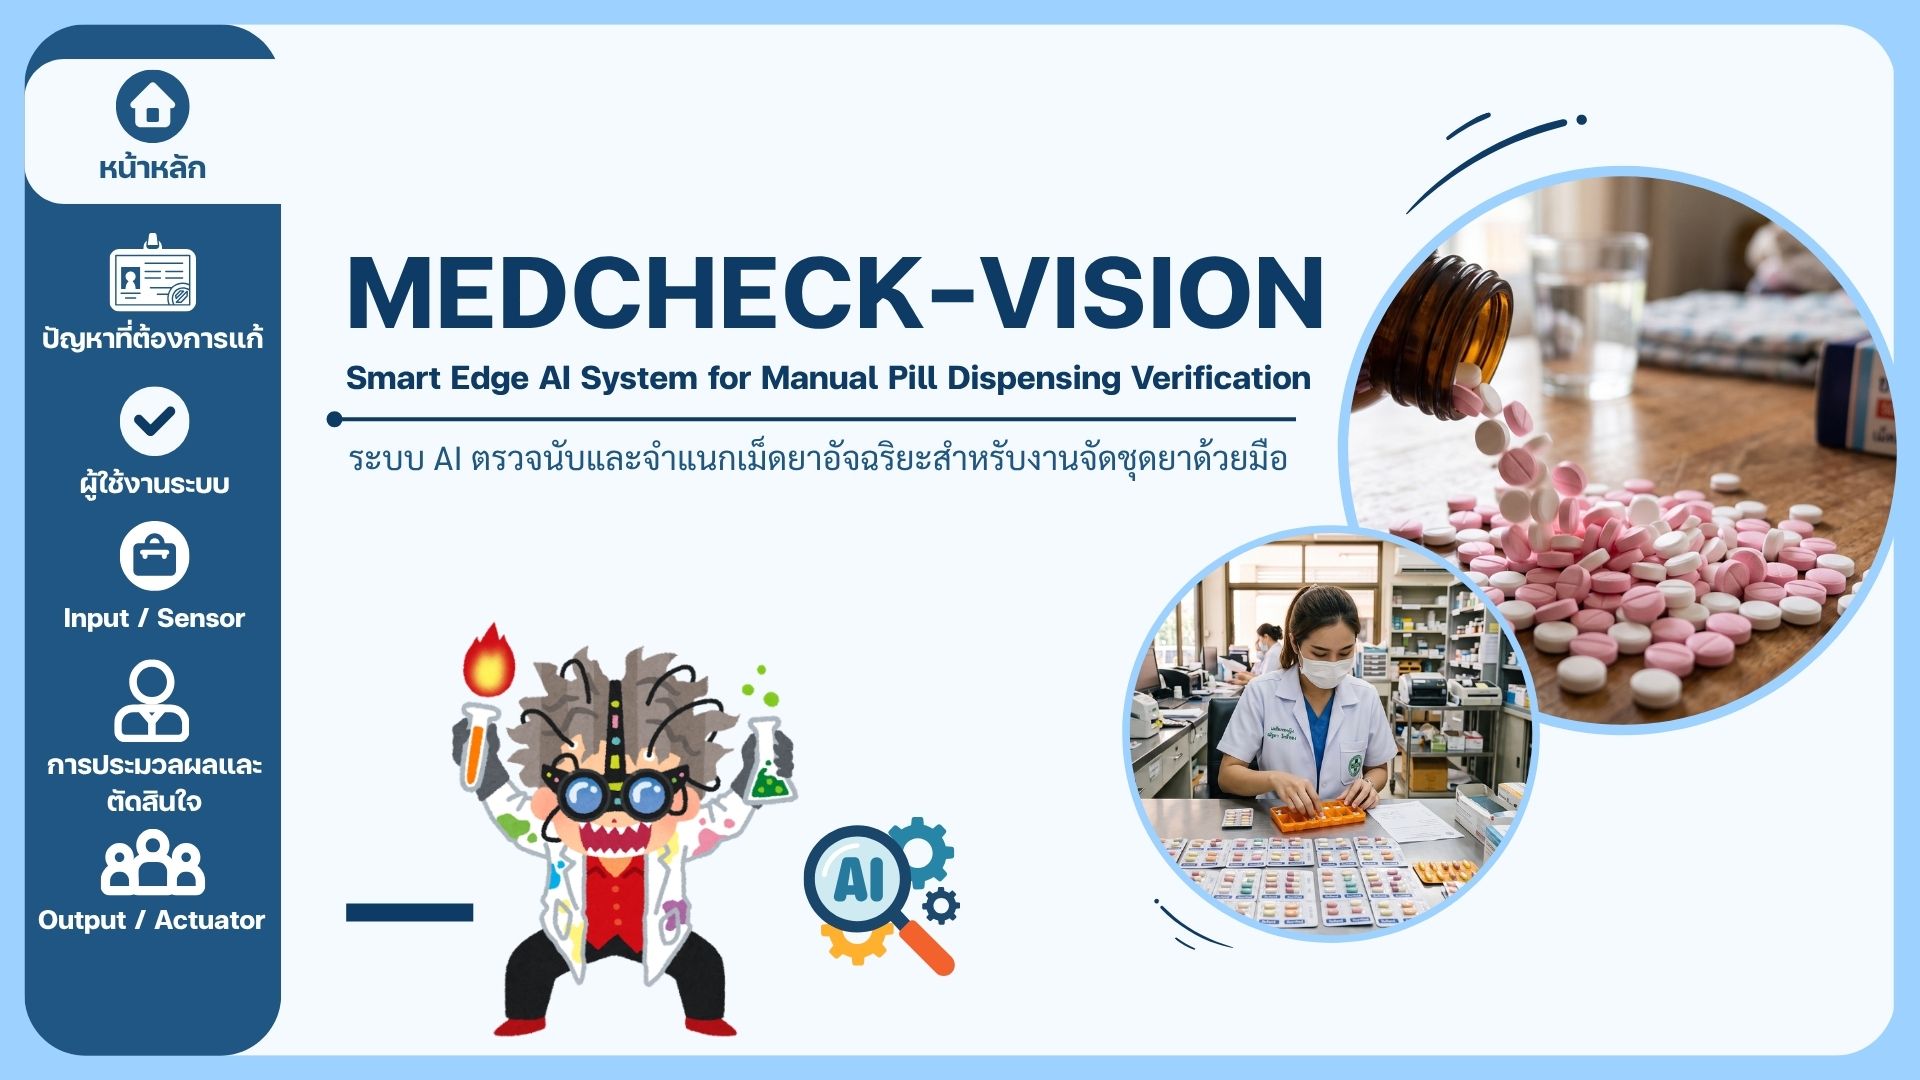 หน้าหลัก
ปัญหาที่ต้องการแก้
ผู้ใช้งานระบบ
Input / Sensor
การประมวลผลและ
ตัดสินใจ
Output / Actuator
MEDCHECK-VISION
Smart Edge AI System for Manual Pill Dispensing Verification
ระบบ AI ตรวจนับและจำแนกเม็ดยาอัจฉริยะสำหรับงานจัดชุดยาด้วยมือ
AI